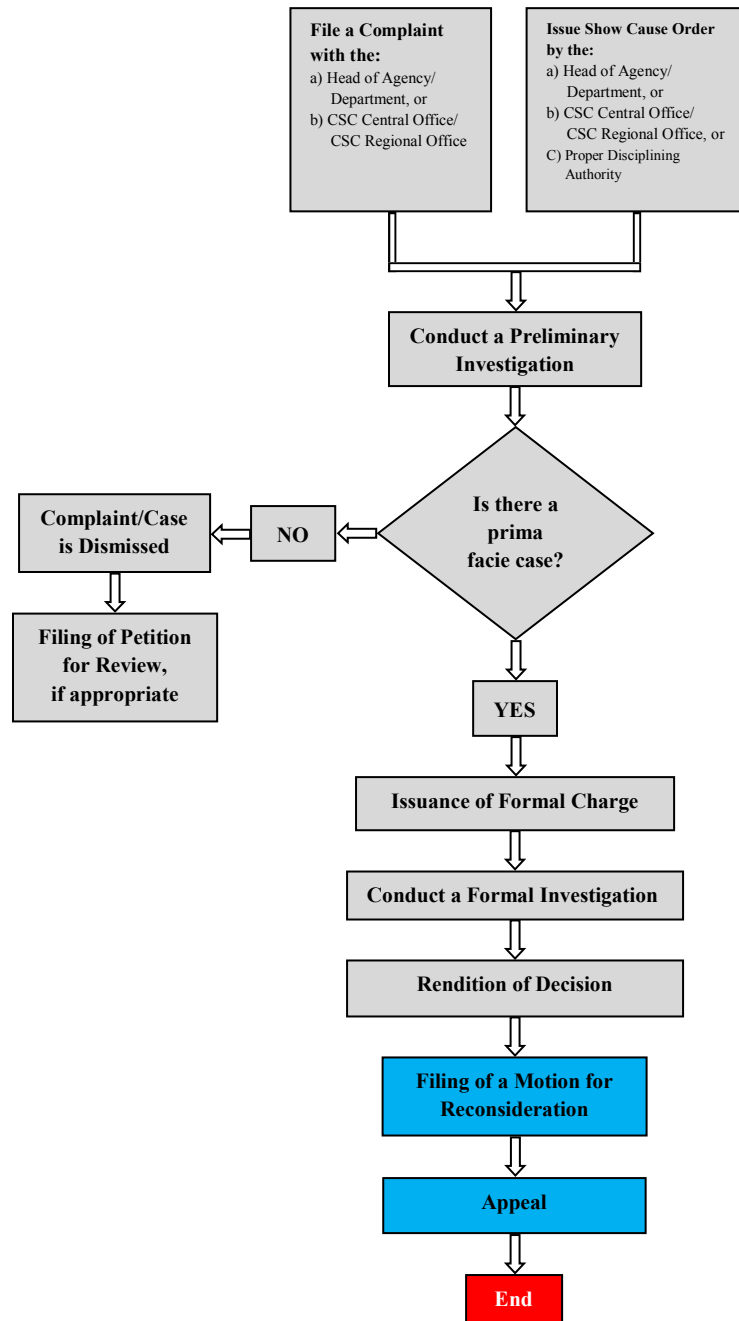 File a Complaint
with the:
a) Head of Agency/
Department, or
b) CSC Central Office/
CSC Regional Office
Issue Show Cause Order
by the:
a) Head of Agency/
Department, or
b) CSC Central Office/
CSC Regional Office, or
C) Proper Disciplining
Authority
Conduct a Preliminary
Investigation
Is there a
prima
facie case?
NO
Complaint/Case
is Dismissed
Filing of Petition
for Review,
if appropriate
YES
Issuance of Formal Charge
Conduct a Formal Investigation
Rendition of Decision
Filing of a Motion for
Reconsideration
Appeal
End